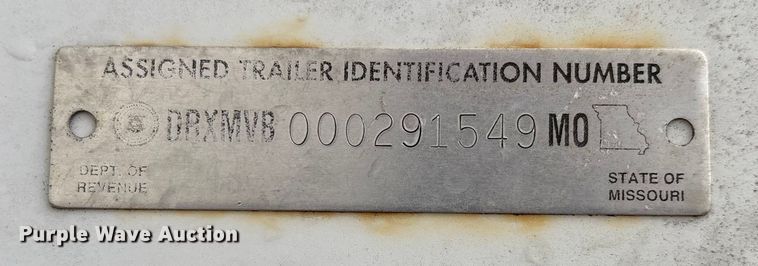 ASSIGNED TRAILER IDENTIFICATION NUMBER
DRXMVB 000291549 MO
DEPT. OF
REVENUE
STATE OF
MISSOURI
Purple Wave Auction